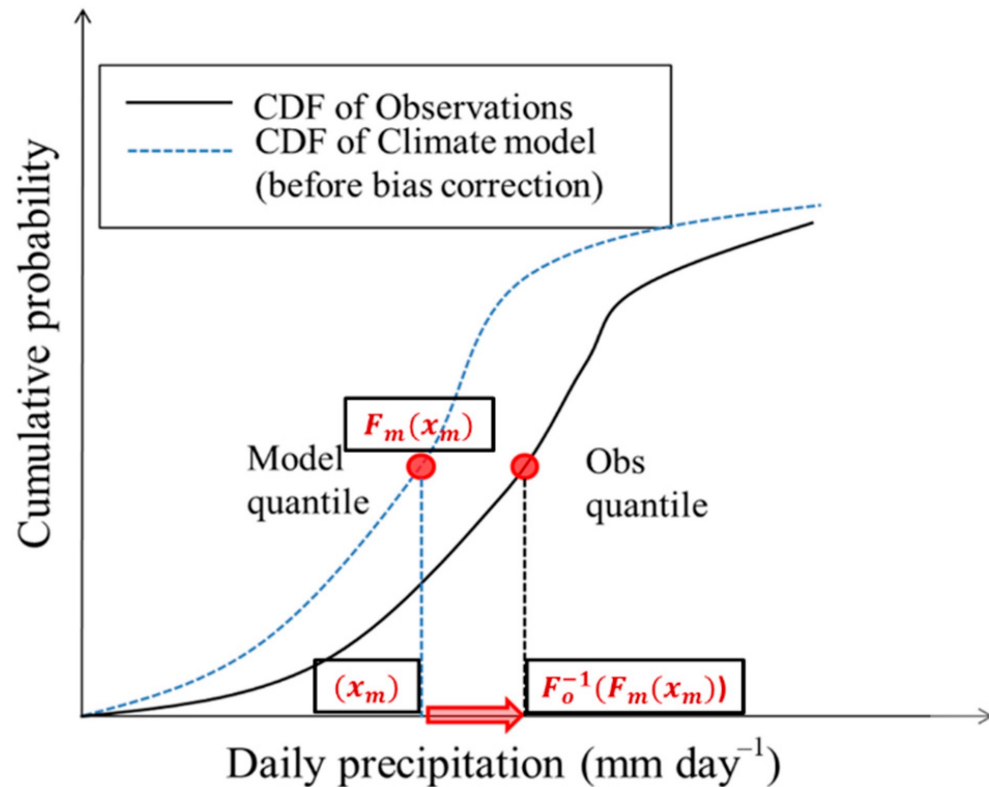 CDF of Observations
CDF of Climate model
(before bias correction)
Cumulative probability
F_m(x_m)
Model
quantile
Obs
quantile
(x_m)
F_o^{-1}(F_m(x_m))
Daily precipitation (mm day⁻¹)